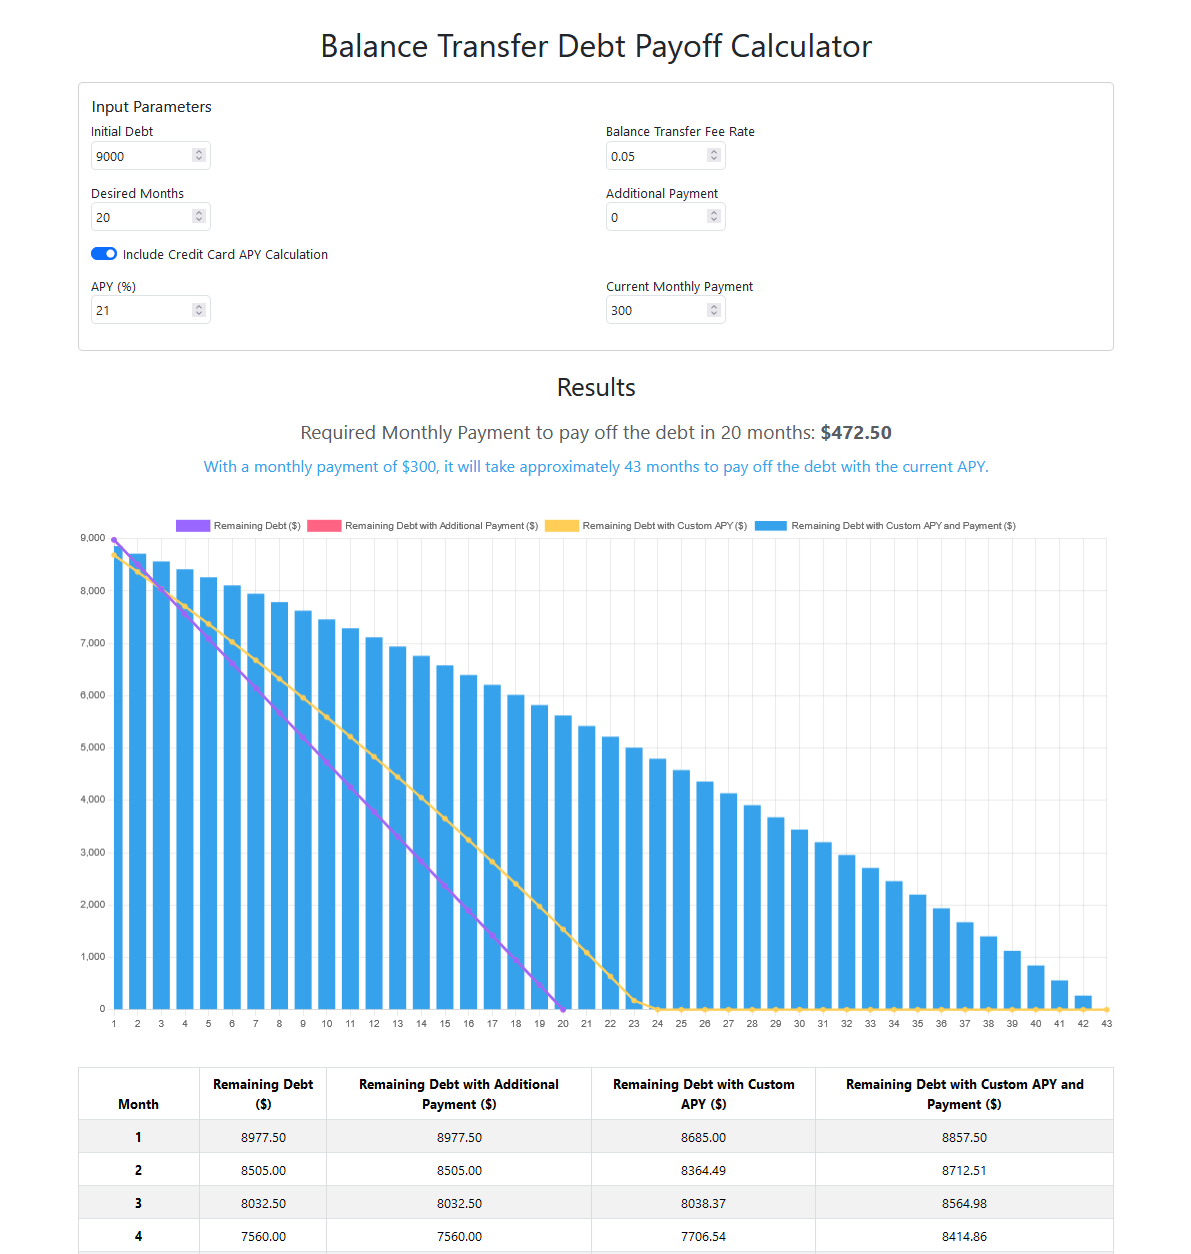 Balance Transfer Debt Payoff Calculator
Input Parameters
Initial Debt
Balance Transfer Fee Rate
9000
0.05
Desired Months
Additional Payment
20
0
Include Credit Card APY Calculation
APY (%)
Current Monthly Payment
21
300
Results
Required Monthly Payment to pay off the debt in 20 months: $472.50
With a monthly payment of $300, it will take approximately 43 months to pay off the debt with the current APY.
Remaining Debt ($) Remaining Debt with Additional Payment ($) Remaining Debt with Custom APY ($) Remaining Debt with Custom APY and Payment ($)
9,000
8,000
7,000
6,000
5,000
4,000
3,000
2,000
1,000
0
1 2 3 4 5 6 7 8 9 10 11 12 13 14 15 16 17 18 19 20 21 22 23 24 25 26 27 28 29 30 31 32 33 34 35 36 37 38 39 40 41 42 43
Month Remaining Debt ($) Remaining Debt with Additional Payment ($) Remaining Debt with Custom APY ($) Remaining Debt with Custom APY and Payment ($)
1 8977.50 8977.50 8685.00 8857.50
2 8505.00 8505.00 8364.49 8712.51
3 8032.50 8032.50 8038.37 8564.98
4 7560.00 7560.00 7706.54 8414.86